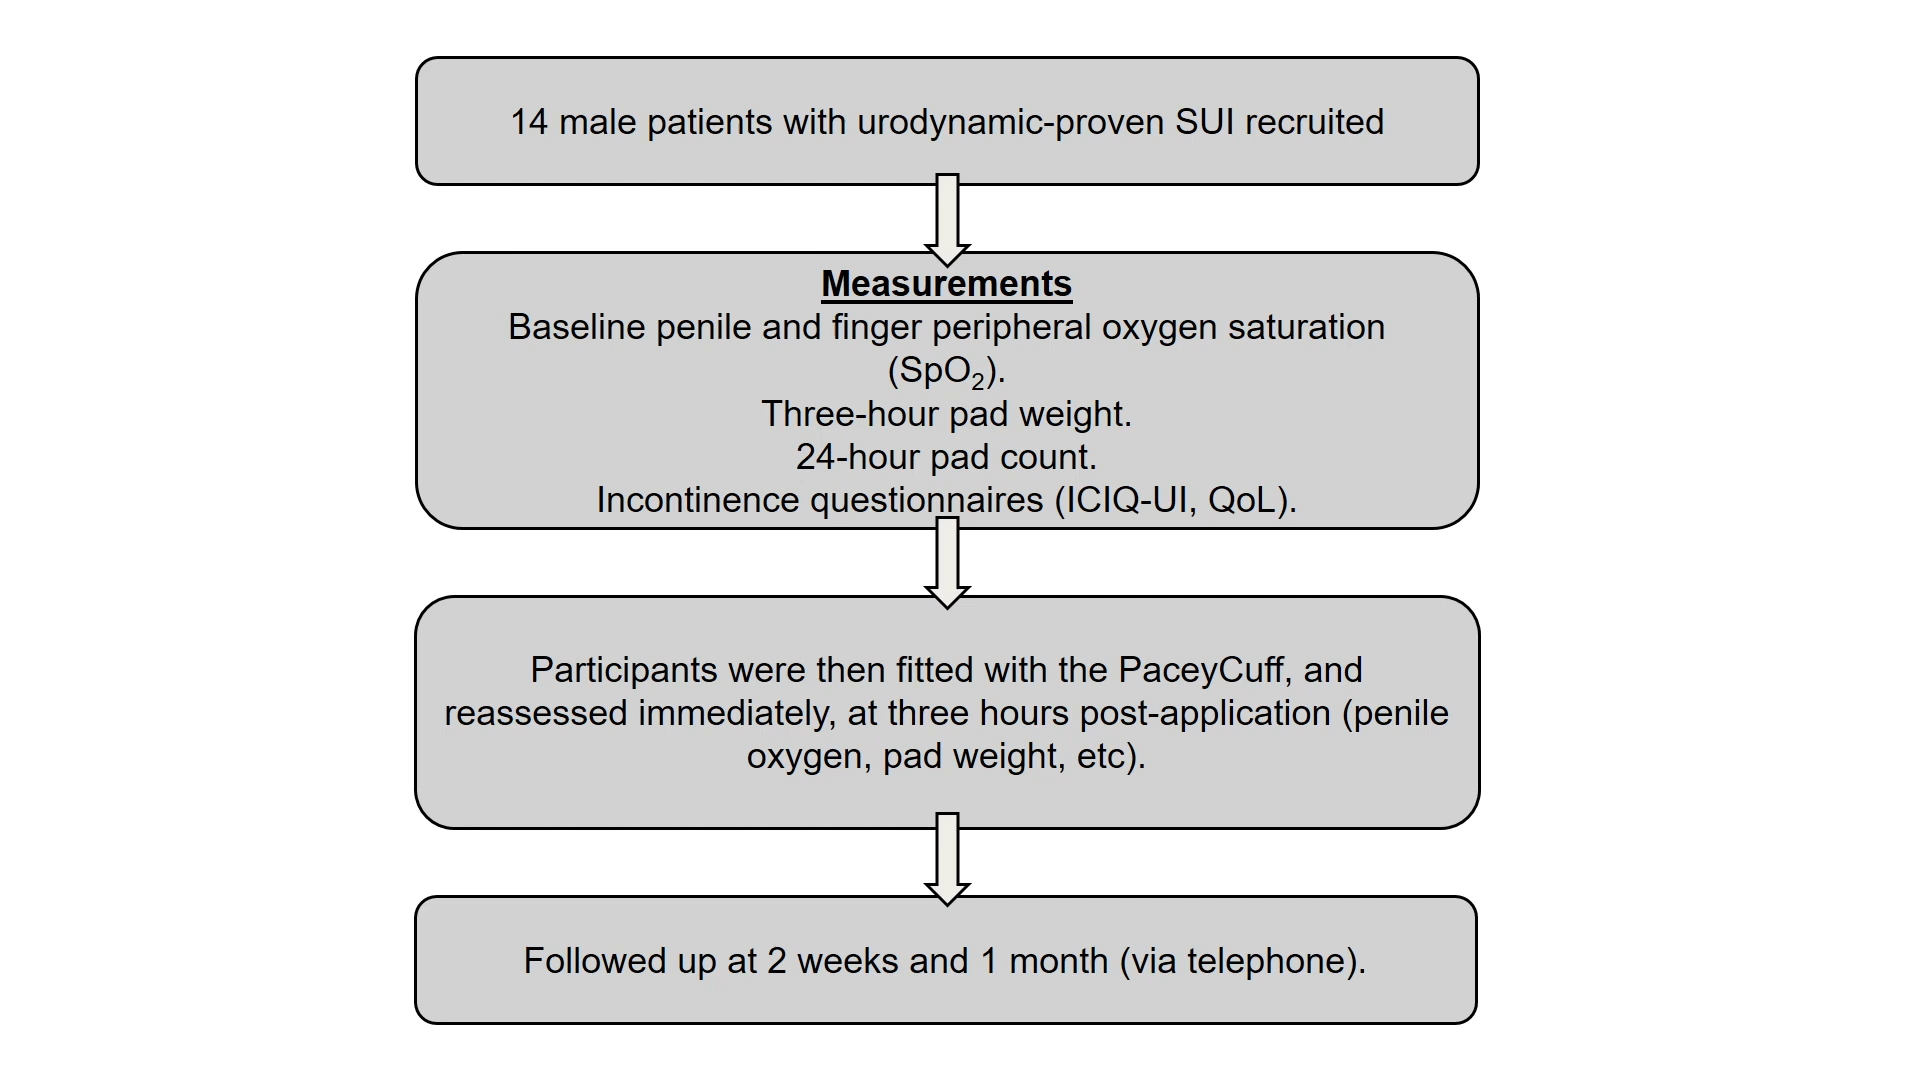 14 male patients with urodynamic-proven SUI recruited
Measurements
Baseline penile and finger peripheral oxygen saturation
(SpO₂).
Three-hour pad weight.
24-hour pad count.
Incontinence questionnaires (ICIQ-UI, QoL).
Participants were then fitted with the PaceyCuff, and
reassessed immediately, at three hours post-application (penile
oxygen, pad weight, etc).
Followed up at 2 weeks and 1 month (via telephone).